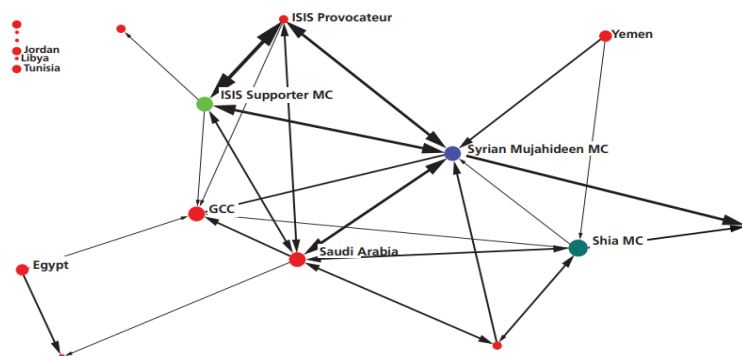 ISIS Provocateur
Yemen
Jordan
Libya
Tunisia
ISIS Supporter MC
Syrian Mujahideen MC
GCC
Shia MC
Saudi Arabia
Egypt